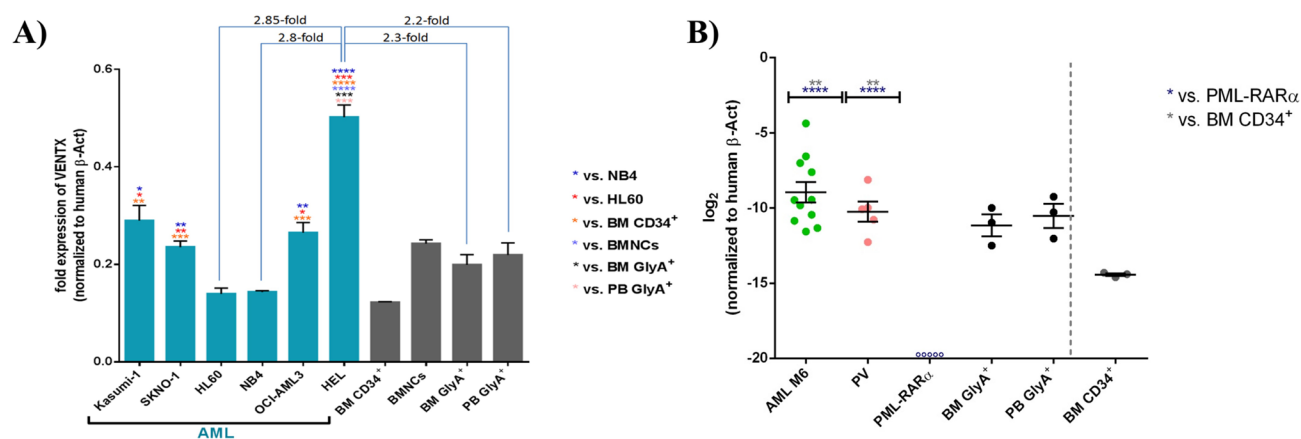 A)
2.85-fold
2.2-fold
2.8-fold
2.3-fold
fold expression of VENTX
(normalized to human β-Act)
0.6
0.4
0.2
0.0
****
***
****
****
***
***
*
*
**
**
**
***
**
*
***
Kasumi-1
SKNO-1
HL60
NB4
OCI-AML3
HEL
BM CD34+
BMNCs
BM GlyA+
PB GlyA+
AML
* vs. NB4
* vs. HL60
* vs. BM CD34+
* vs. BMNCs
* vs. BM GlyA+
* vs. PB GlyA+
B)
log2
(normalized to human β-Act)
0
-5
-10
-15
-20
**
****
**
****
AML M6
PV
PML-RARα
BM GlyA+
PB GlyA+
BM CD34+
* vs. PML-RARα
* vs. BM CD34+